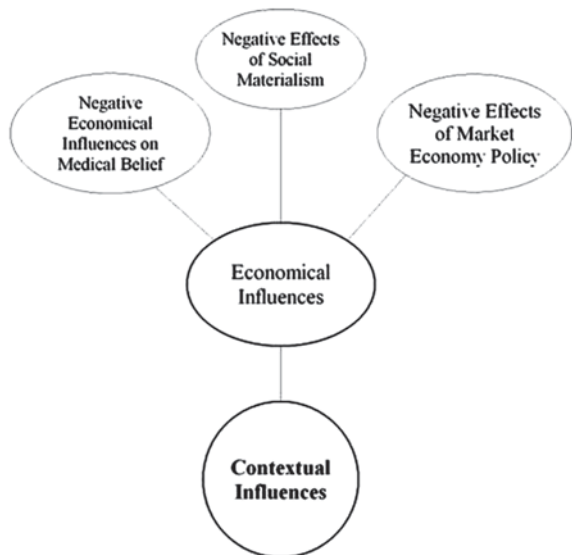 Negative Effects
of Social
Materialism
Negative
Economical
Influences on
Medical Belief
Negative Effects
of Market
Economy Policy
Economical
Influences
Contextual
Influences